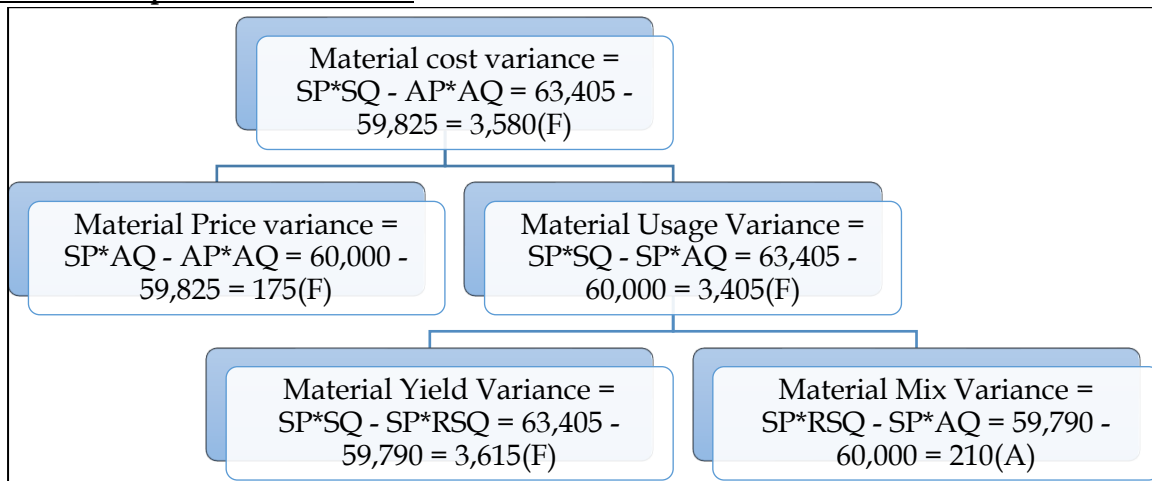 Material cost variance =
SP*SQ - AP*AQ = 63,405 -
59,825 = 3,580(F)
Material Price variance =
SP*AQ - AP*AQ = 60,000 -
59,825 = 175(F)
Material Usage Variance =
SP*SQ - SP*AQ = 63,405 -
60,000 = 3,405(F)
Material Yield Variance =
SP*SQ - SP*RSQ = 63,405 -
59,790 = 3,615(F)
Material Mix Variance =
SP*RSQ - SP*AQ = 59,790 -
60,000 = 210(A)